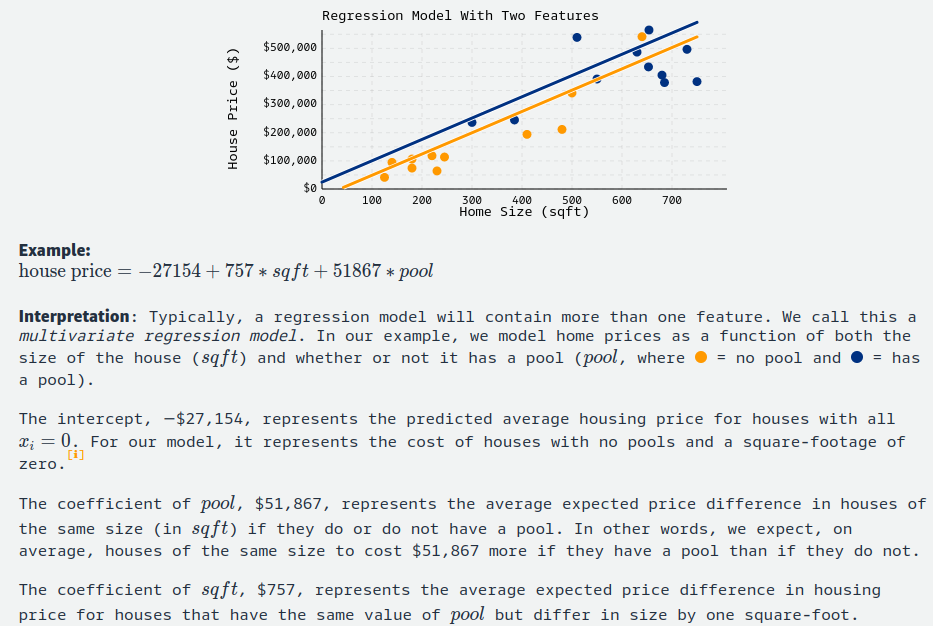 Regression Model With Two Features
House Price ($)
$500,000
$400,000
$300,000
$200,000
$100,000
$0
0 100 200 300 400 500 600 700
Home Size (sqft)
Example:
house price = −27154 + 757 ∗ sqft + 51867 ∗ pool
Interpretation: Typically, a regression model will contain more than one feature. We call this a
multivariate regression model. In our example, we model home prices as a function of both the
size of the house (sqft) and whether or not it has a pool (pool, where = no pool and = has
a pool).
The intercept, −$27,154, represents the predicted average housing price for houses with all
xᵢ = 0. For our model, it represents the cost of houses with no pools and a square-footage of
zero.[i]
The coefficient of pool, $51,867, represents the average expected price difference in houses of
the same size (in sqft) if they do or do not have a pool. In other words, we expect, on
average, houses of the same size to cost $51,867 more if they have a pool than if they do not.
The coefficient of sqft, $757, represents the average expected price difference in housing
price for houses that have the same value of pool but differ in size by one square-foot.